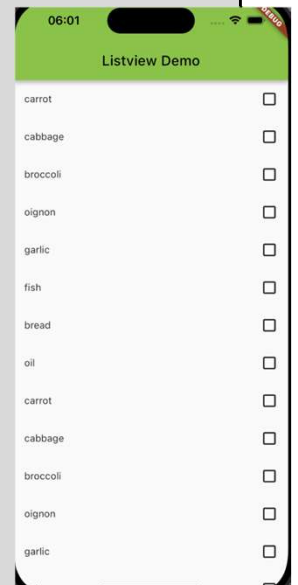 06:01
DEBUG
Listview Demo
carrot
cabbage
broccoli
oignon
garlic
fish
bread
oil
carrot
cabbage
broccoli
oignon
garlic